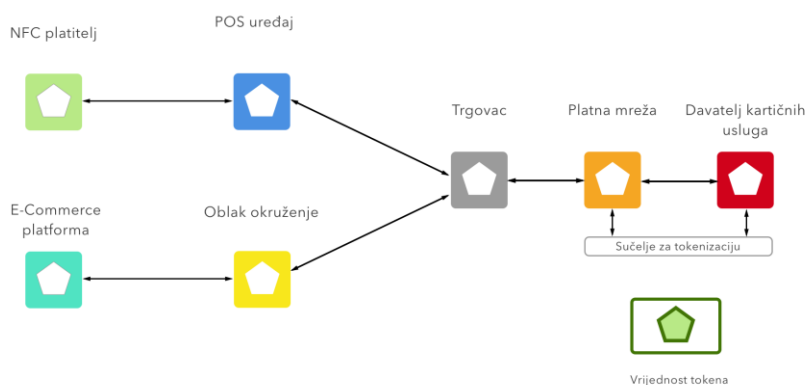 NFC platitelj
POS uređaj
Trgovac
Platna mreža
Davatelj kartičnih
usluga
E-Commerce
platforma
Oblak okruženje
Sučelje za tokenizaciju
Vrijednost tokena